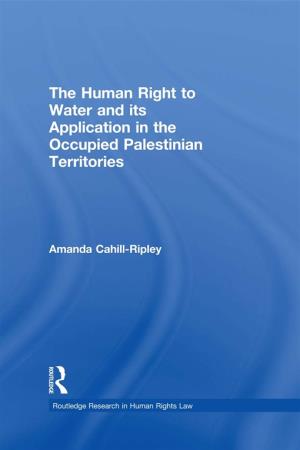 The Human Right to
Water and its
Application in the
Occupied Palestinian
Territories
Amanda Cahill-Ripley
ROUTLEDGE
Routledge Research in Human Rights Law